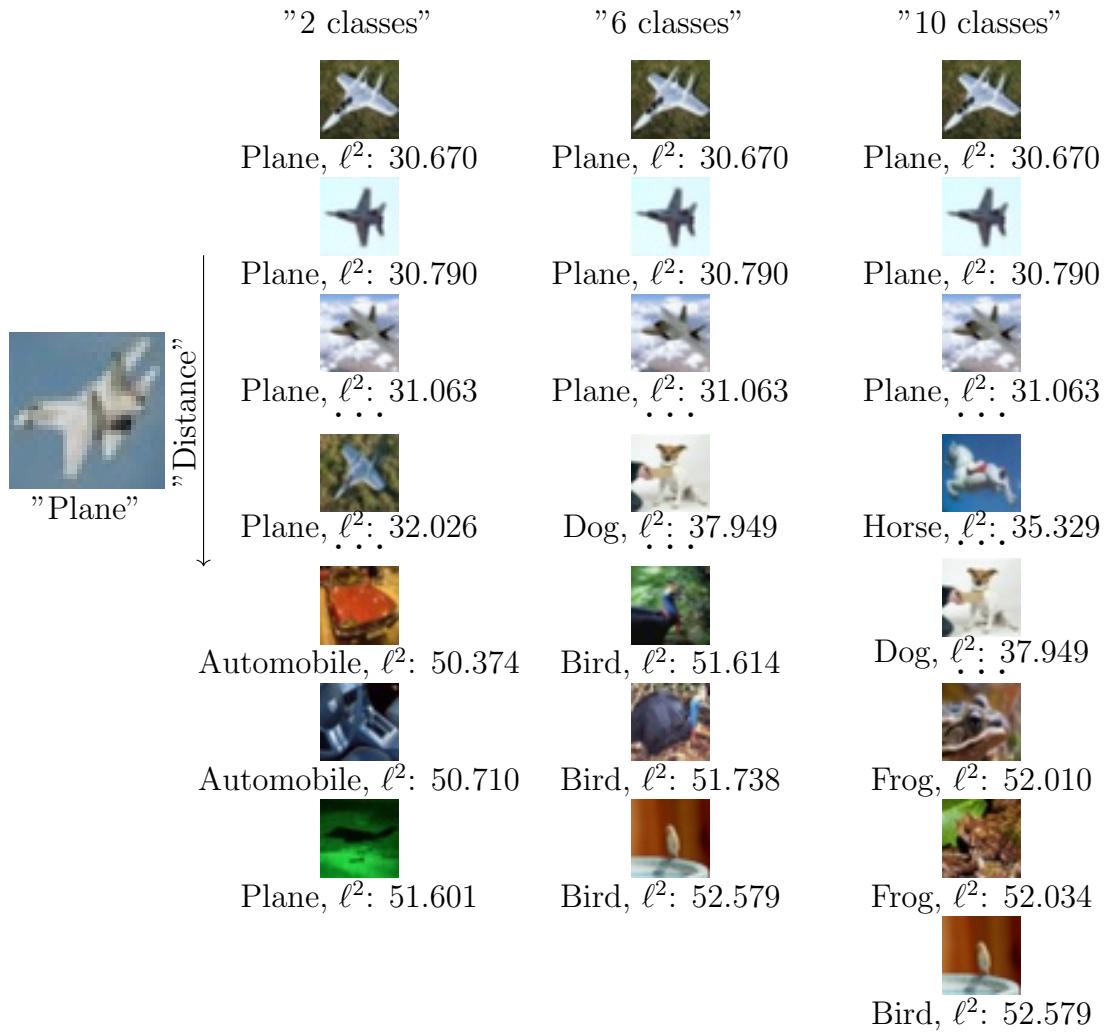 "2 classes"
"6 classes"
"10 classes"
Plane, ℓ²: 30.670
Plane, ℓ²: 30.670
Plane, ℓ²: 30.670
Plane, ℓ²: 30.790
Plane, ℓ²: 30.790
Plane, ℓ²: 30.790
Plane, ℓ²: 31.063
Plane, ℓ²: 31.063
Plane, ℓ²: 31.063
. . .
. . .
. . .
"Distance"
"Plane"
Plane, ℓ²: 32.026
Dog, ℓ²: 37.949
Horse, ℓ²: 35.329
. . .
. . .
. . .
Automobile, ℓ²: 50.374
Bird, ℓ²: 51.614
Dog, ℓ²: 37.949
. . .
Automobile, ℓ²: 50.710
Bird, ℓ²: 51.738
Frog, ℓ²: 52.010
Plane, ℓ²: 51.601
Bird, ℓ²: 52.579
Frog, ℓ²: 52.034
Bird, ℓ²: 52.579